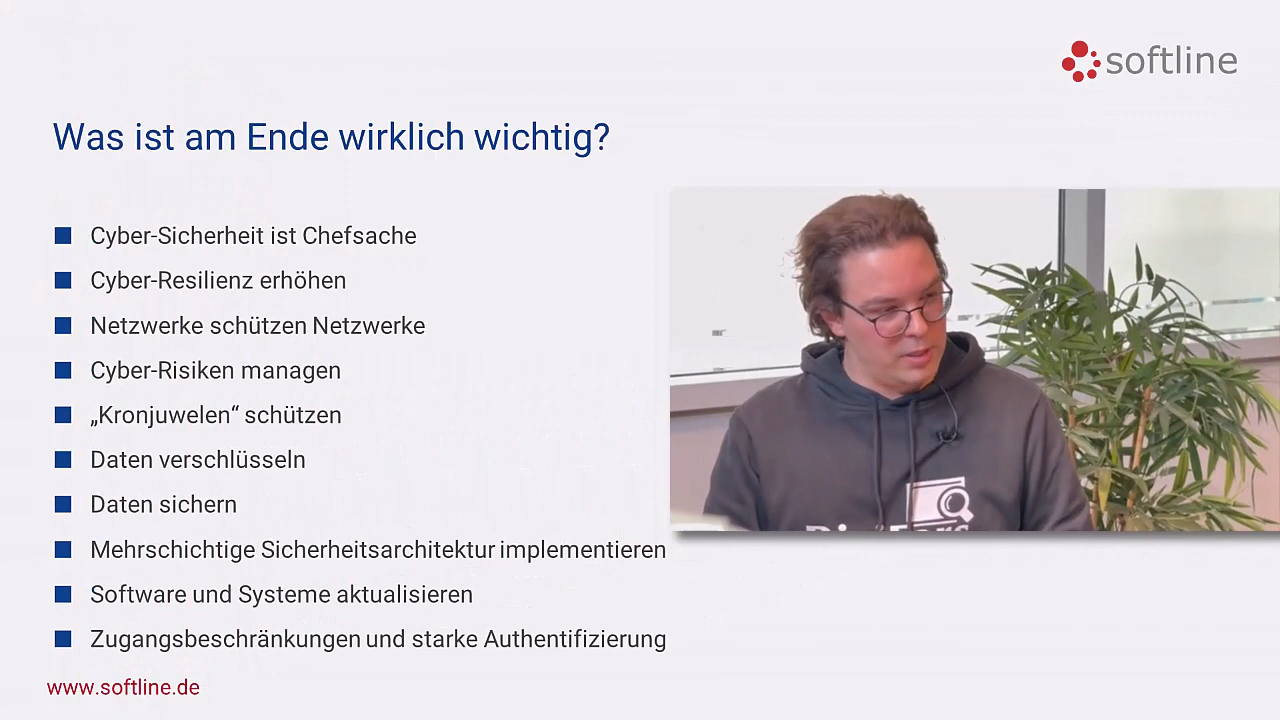 softline
Was ist am Ende wirklich wichtig?
Cyber-Sicherheit ist Chefsache
Cyber-Resilienz erhöhen
Netzwerke schützen Netzwerke
Cyber-Risiken managen
„Kronjuwelen“ schützen
Daten verschlüsseln
Daten sichern
Mehrschichtige Sicherheitsarchitektur implementieren
Software und Systeme aktualisieren
Zugangsbeschränkungen und starke Authentifizierung
www.softline.de